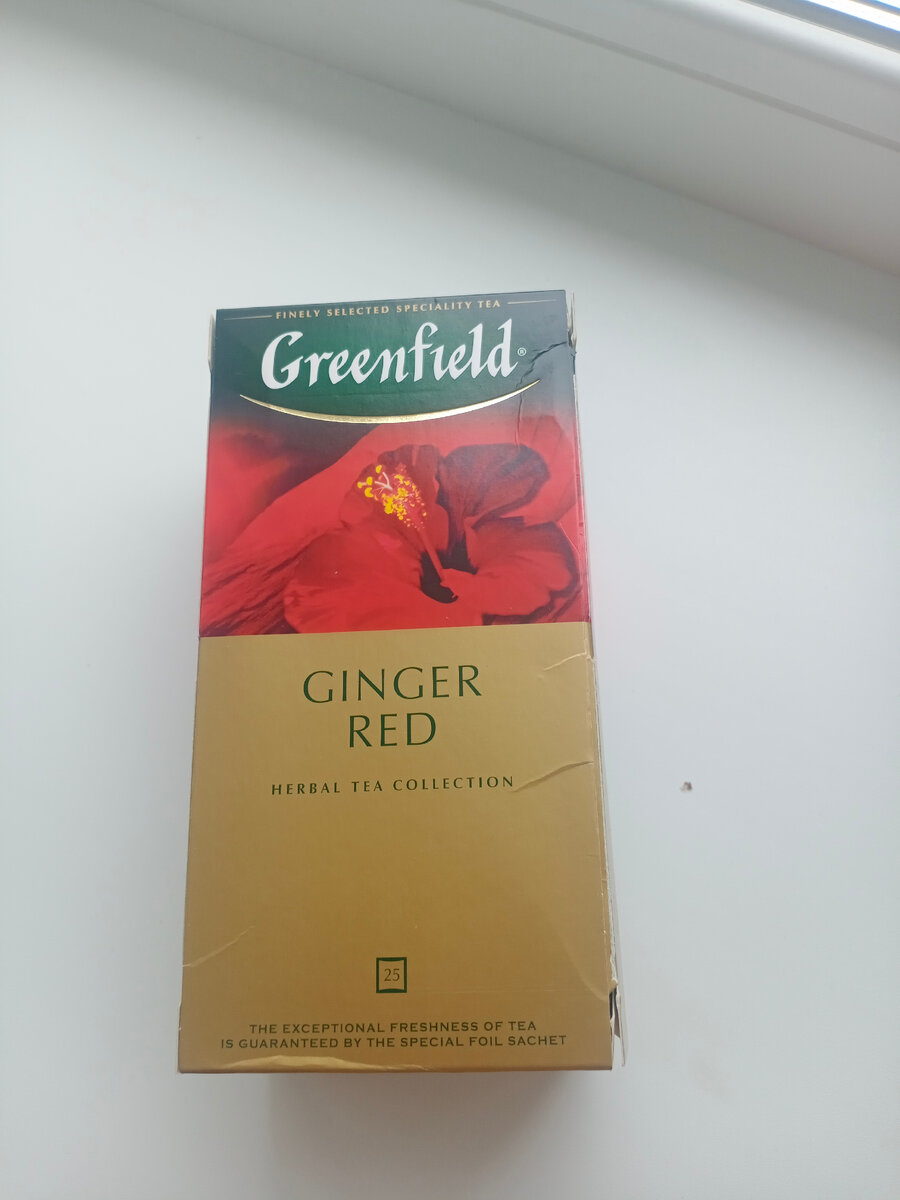 FINELY SELECTED SPECIALITY TEA
Greenfield®
GINGER
RED
HERBAL TEA COLLECTION
25
THE EXCEPTIONAL FRESHNESS OF TEA
IS GUARANTEED BY THE SPECIAL FOIL SACHET